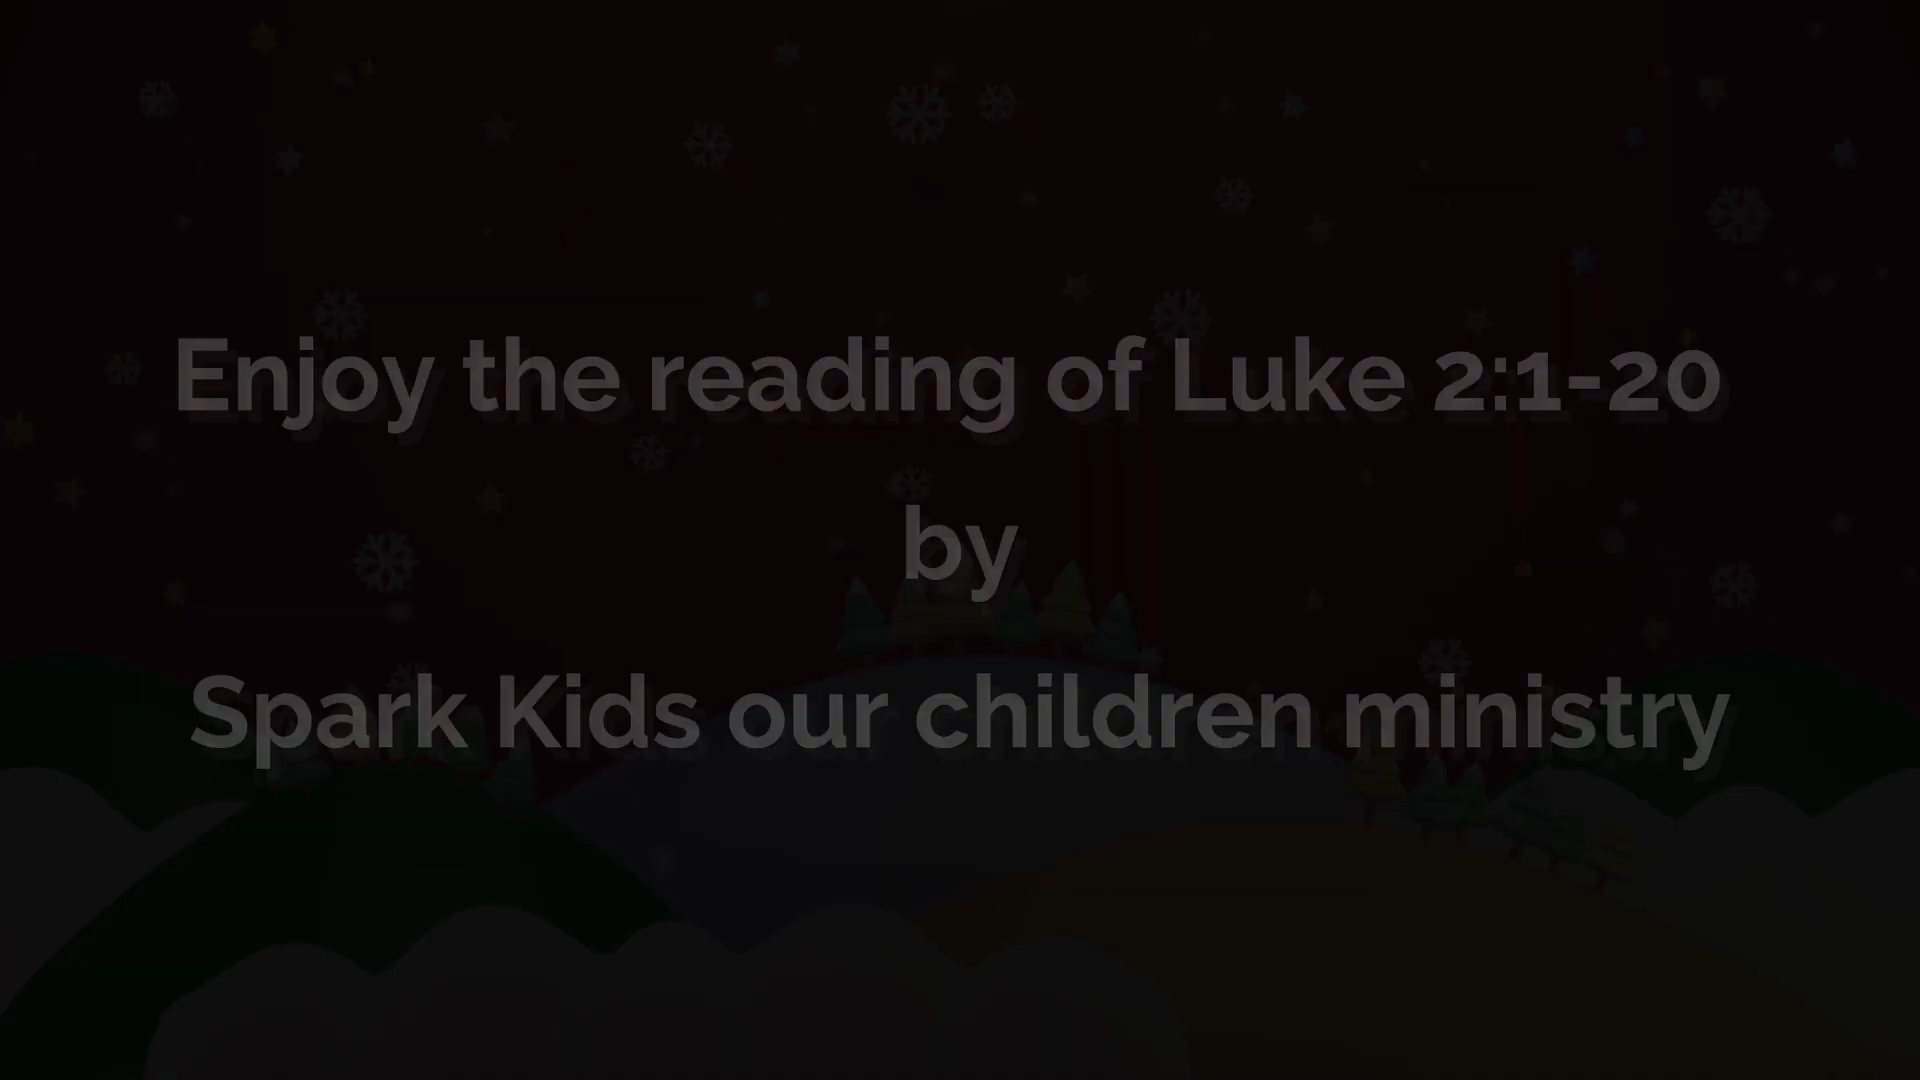 Enjoy the reading of Luke 2:1-20
by
Spark Kids our children ministry